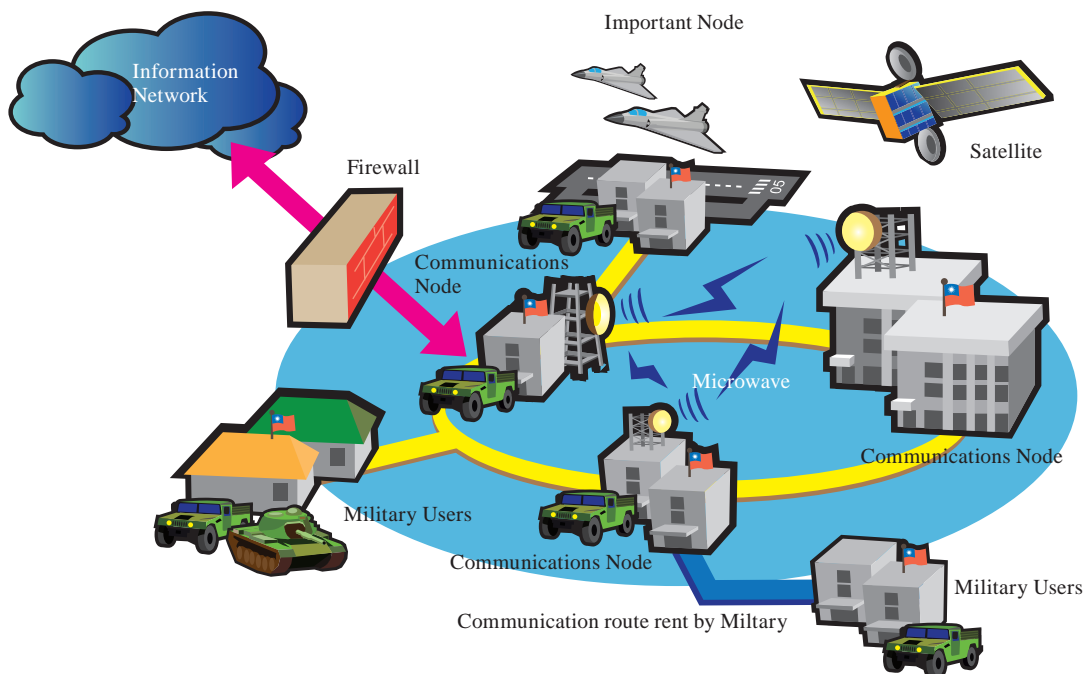 Important Node
Information
Network
Satellite
Firewall
05
Communications
Node
Microwave
Communications Node
Military Users
Communications Node
Military Users
Communication route rent by Miltary